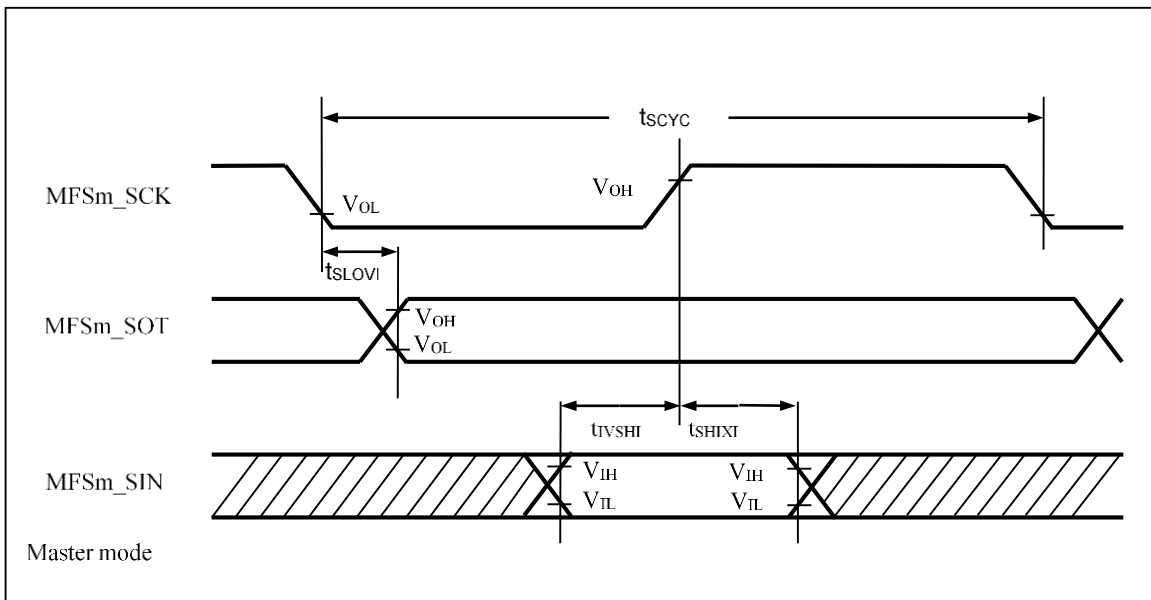 tSCYC
MFSm_SCK
VOH
VOL
tSLOVI
MFSm_SOT
VOH
VOL
tIVSHI
tSHIXI
MFSm_SIN
VIH
VIH
VIL
VIL
Master mode